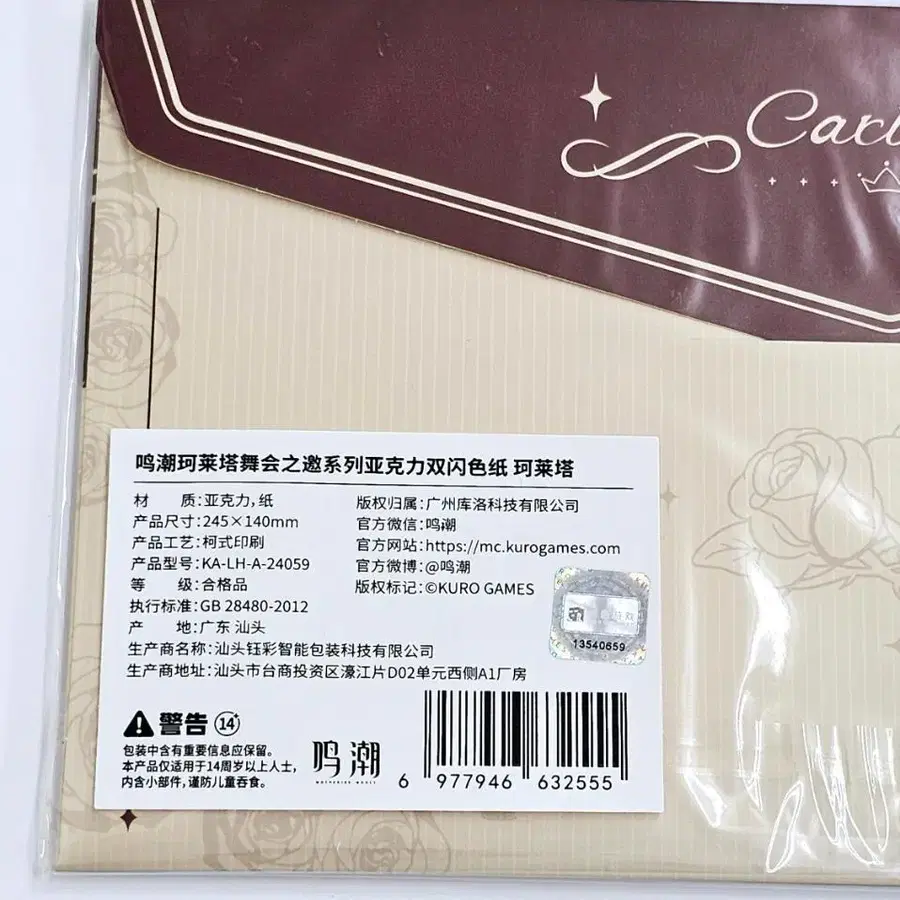 Carl
鸣潮珂莱塔舞会之邀系列亚克力双闪色纸 珂莱塔
材 质:亚克力,纸
产品尺寸:245×140mm
产品工艺:柯式印刷
产品型号:KA-LH-A-24059
等 级:合格品
执行标准:GB 28480-2012
产 地:广东 汕头
生产商名称:汕头钰彩智能包装科技有限公司
生产商地址:汕头市台商投资区濠江片D02单元西侧A1厂房
版权归属:广州库洛科技有限公司
官方微信:鸣潮
官方网站:https://mc.kurogames.com
官方微博:@鸣潮
版权标记:©KURO GAMES
13540659
警告 14+
包装中含有重要信息应保留。
本产品仅适用于14周岁以上人士,
内含小部件,谨防儿童吞食。
鸣潮
WUTHERING WAVES
6 977946 632555